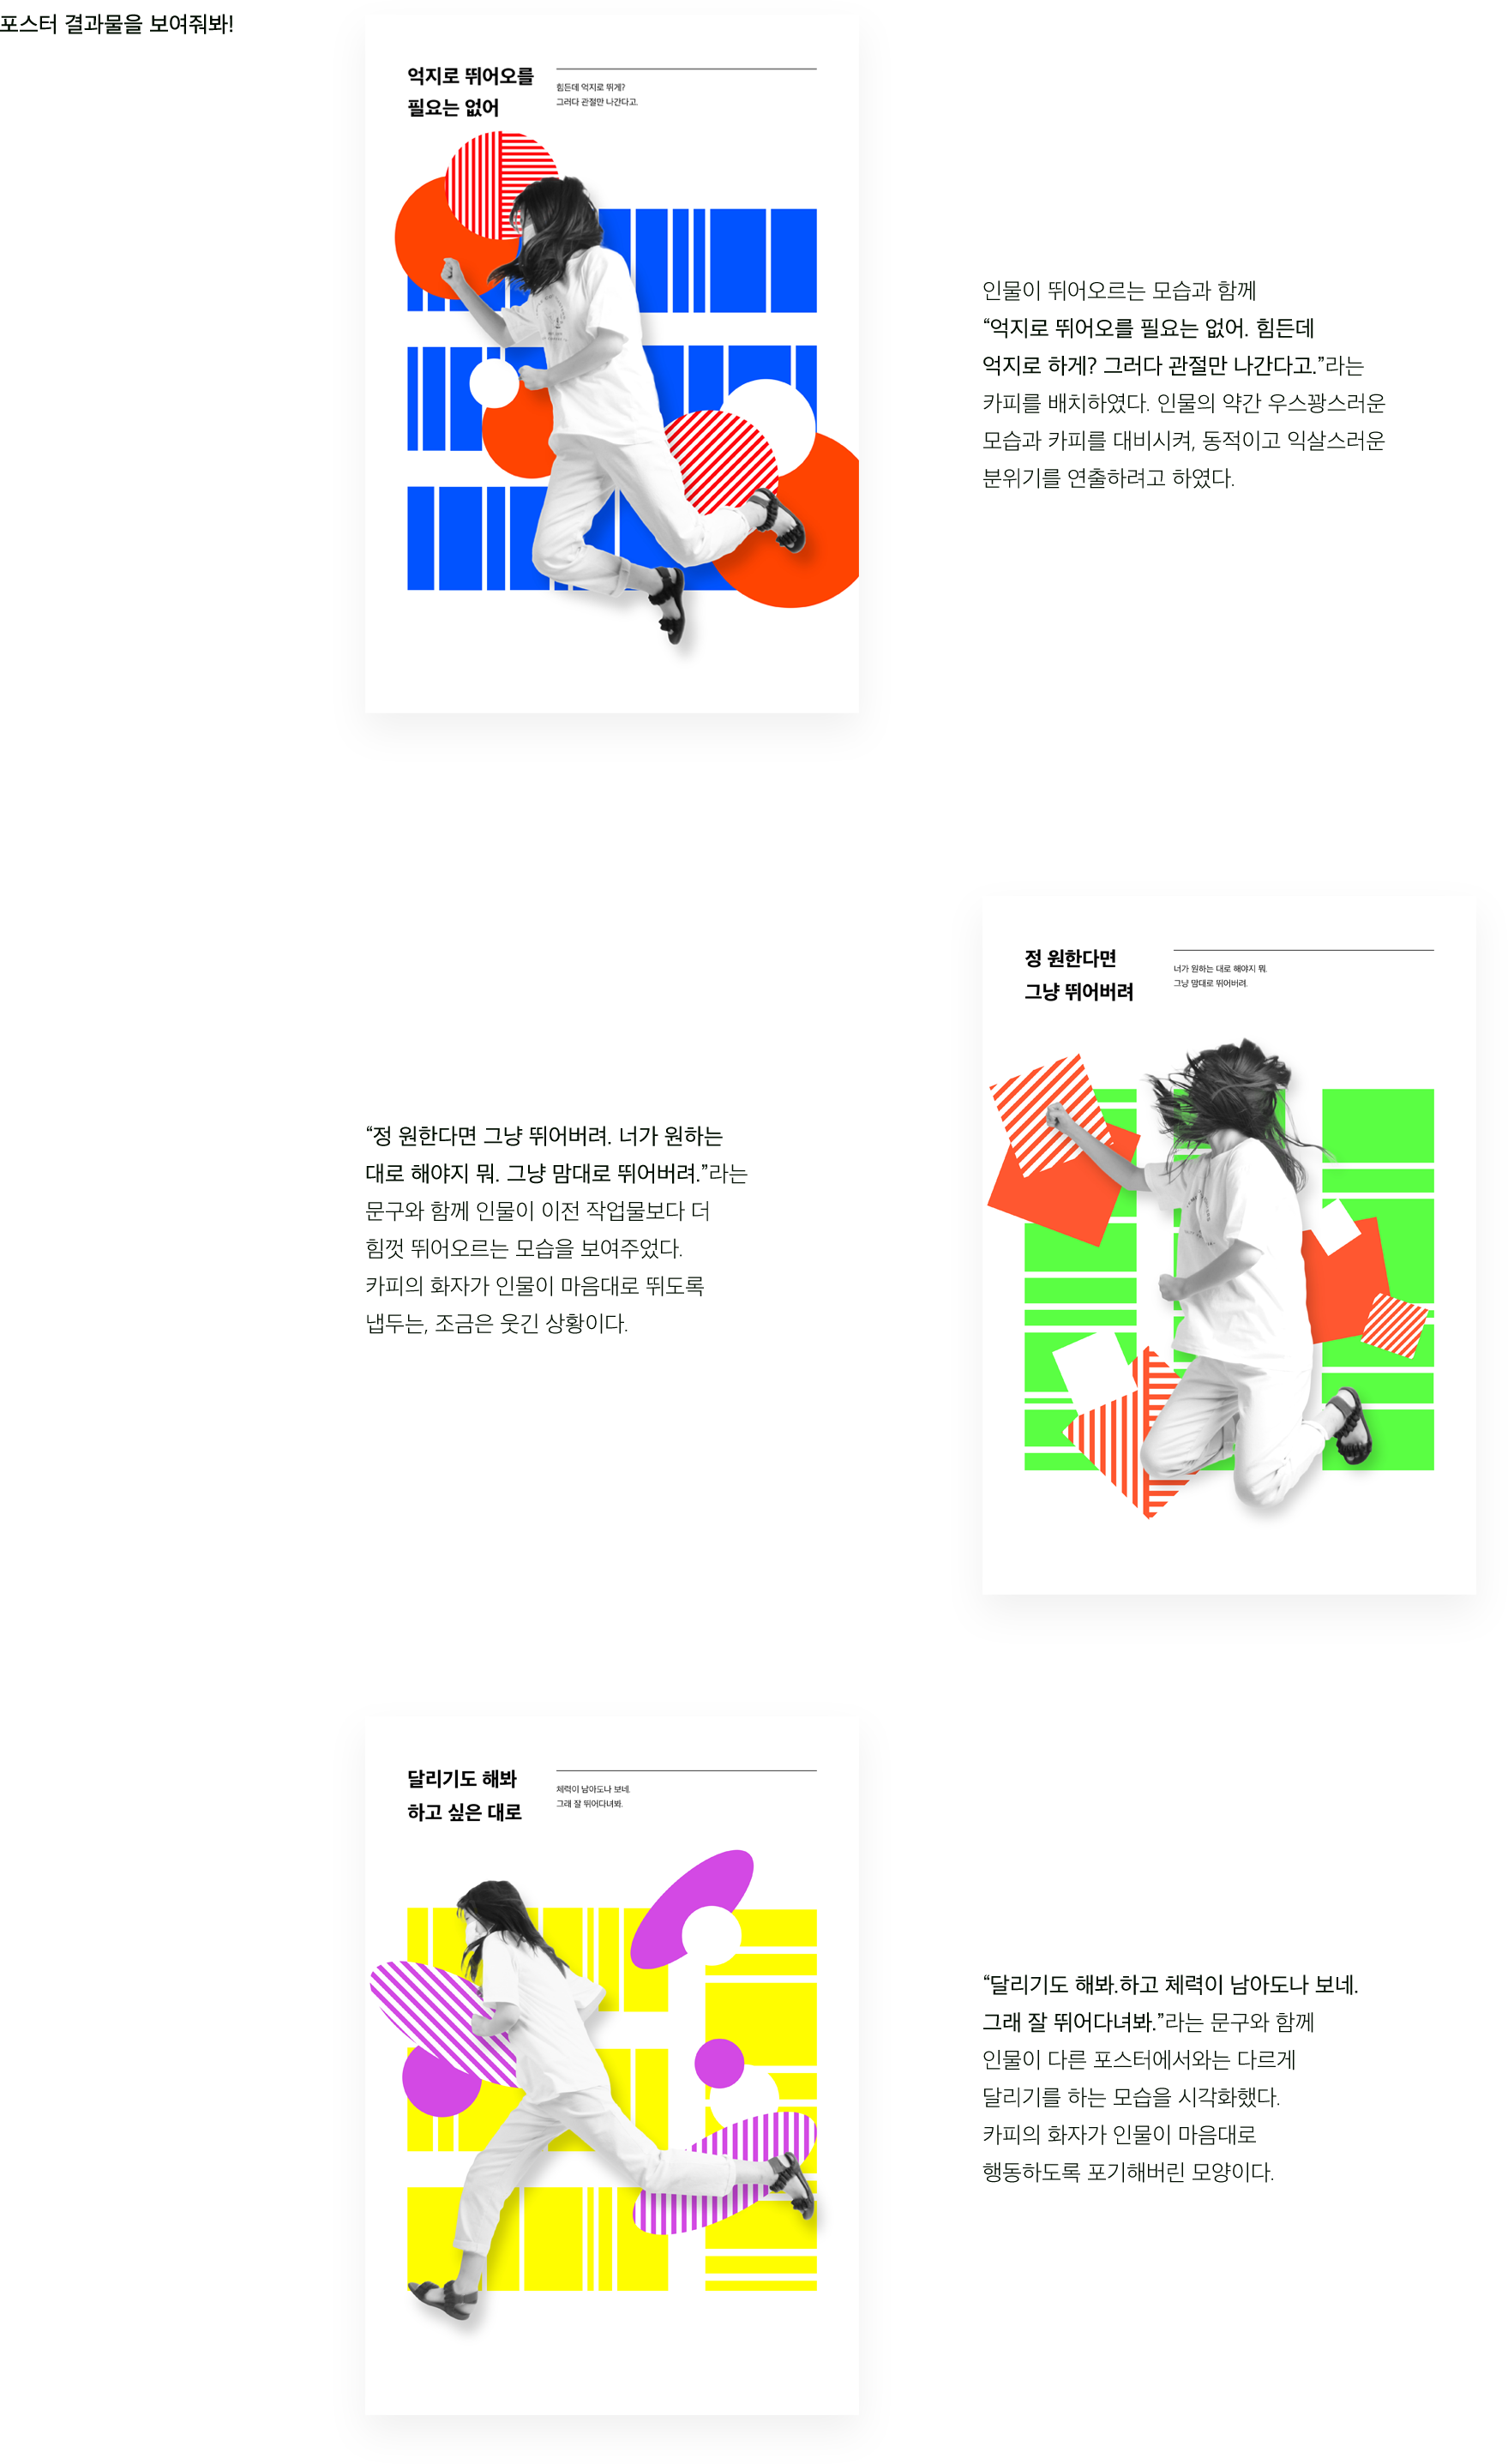 포스터 결과물을 보여줘봐!
억지로 뛰어오를
필요는 없어
힘든데 억지로 뛰게?
그러다 관절만 나간다고.
인물이 뛰어오르는 모습과 함께
“억지로 뛰어오를 필요는 없어. 힘든데
억지로 하게? 그러다 관절만 나간다고.”라는
카피를 배치하였다. 인물의 약간 우스꽝스러운
모습과 카피를 대비시켜, 동적이고 익살스러운
분위기를 연출하려고 하였다.
정 원한다면
그냥 뛰어버려
너가 원하는 대로 해야지 뭐.
그냥 맘대로 뛰어버려.
“정 원한다면 그냥 뛰어버려. 너가 원하는
대로 해야지 뭐. 그냥 맘대로 뛰어버려.”라는
문구와 함께 인물이 이전 작업물보다 더
힘껏 뛰어오르는 모습을 보여주었다.
카피의 화자가 인물이 마음대로 뛰도록
냅두는, 조금은 웃긴 상황이다.
달리기도 해봐
하고 싶은 대로
체력이 남아도나 보네.
그래 잘 뛰어다녀봐.
“달리기도 해봐.하고 체력이 남아도나 보네.
그래 잘 뛰어다녀봐.”라는 문구와 함께
인물이 다른 포스터에서와는 다르게
달리기를 하는 모습을 시각화했다.
카피의 화자가 인물이 마음대로
행동하도록 포기해버린 모양이다.